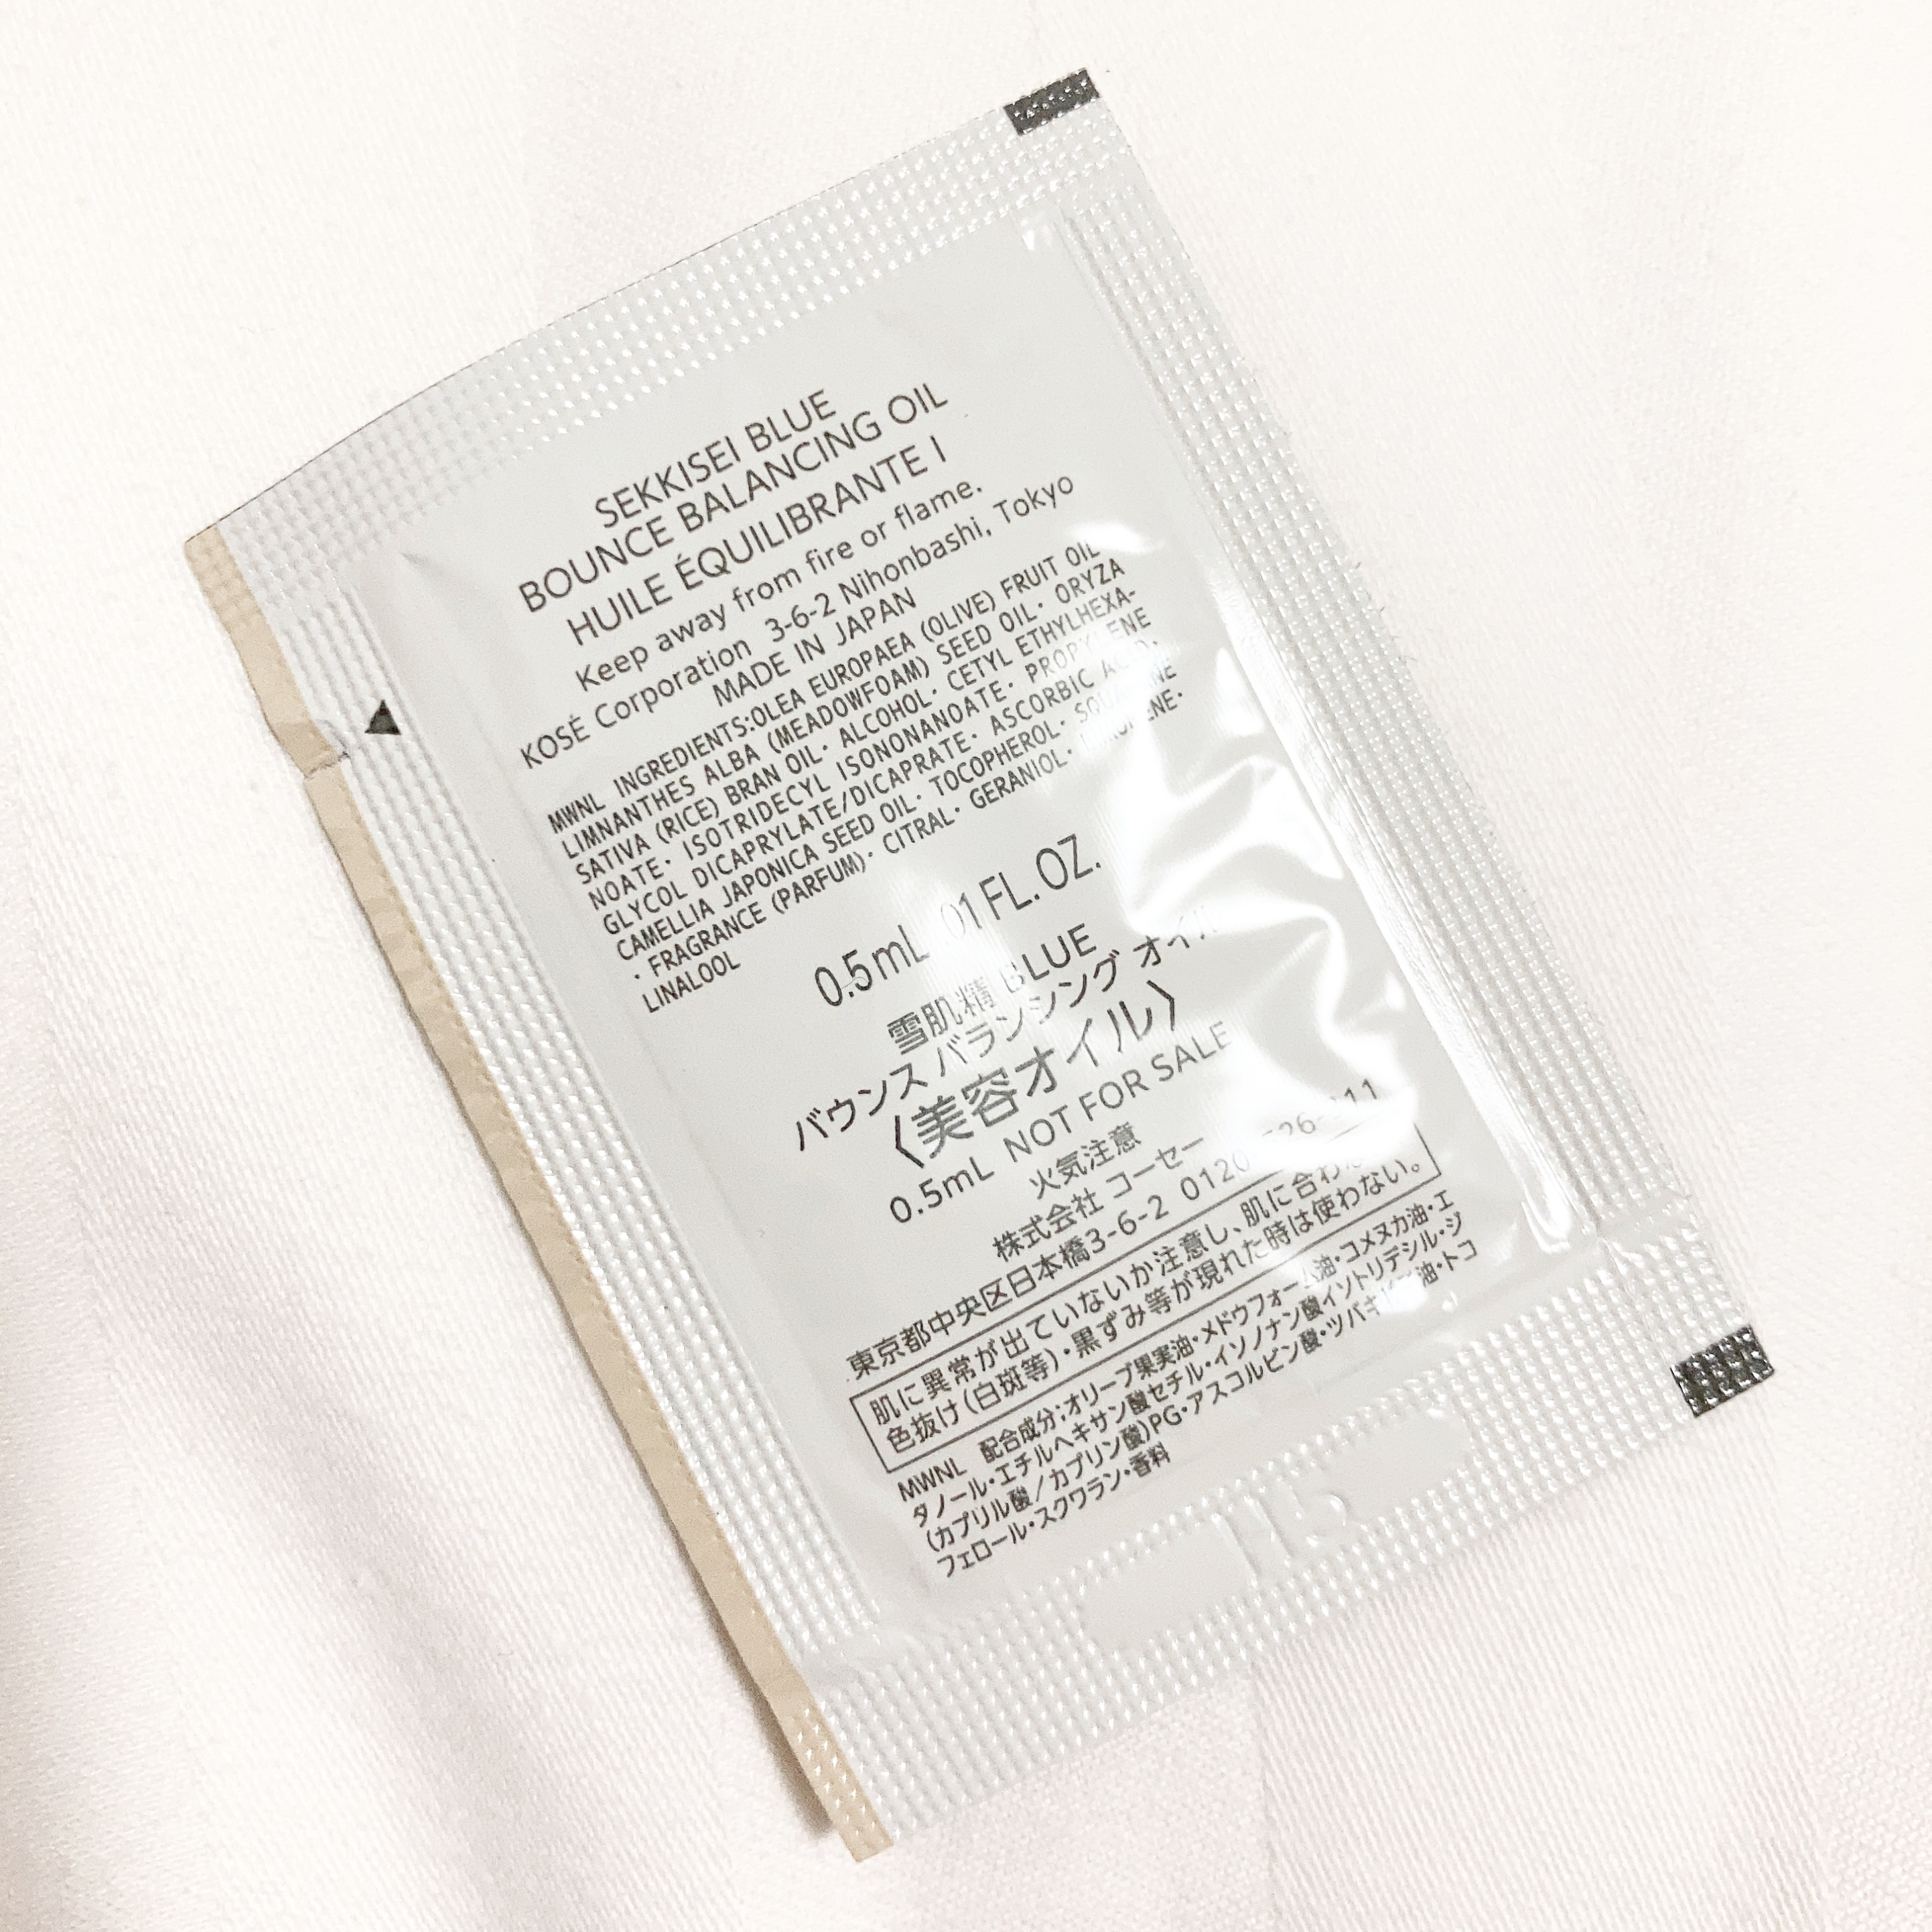 SEKKISEI BLUE
BOUNCE BALANCING OIL
HUILE ÉQUILIBRANTE I
Keep away from fire or flame.
KOSÉ Corporation 3-6-2 Nihonbashi, Tokyo
MADE IN JAPAN
MWNL INGREDIENTS:OLEA EUROPAEA (OLIVE) FRUIT OIL
LIMNANTHES ALBA (MEADOWFOAM) SEED OIL· ORYZA
SATIVA (RICE) BRAN OIL· ALCOHOL· CETYL ETHYLHEXA-
NOATE· ISOTRIDECYL ISONONANOATE·
GLYCOL DICAPRYLATE/DICAPRATE· ASCORBIC
CAMELLIA JAPONICA SEED OIL· TOCOPHEROL·
· FRAGRANCE (PARFUM)· CITRAL· GERANIOL·
LINALOOL
0.5mL 01 FL. OZ.
雪肌精 BLUE
バウンス バランシング オイル
〈美容オイル〉
0.5mL NOT FOR SALE
火気注意
株式会社 コーセー
東京都中央区日本橋3-6-2 0120
肌に異常が出ていないか注意し、肌に合わ
色抜け(白斑等)・黒ずみ等が現れた時は使わない。
MWNL 配合成分:オリーブ果実油・メドウフォーム油・コメヌカ油・エ
タノール・エチルヘキサン酸セチル・イソノナン酸イソトリデシル・ジ
(カプリル酸/カプリン酸)PG・アスコルビン酸・ツバキ 油・トコ
フェロール・スクワラン・香料